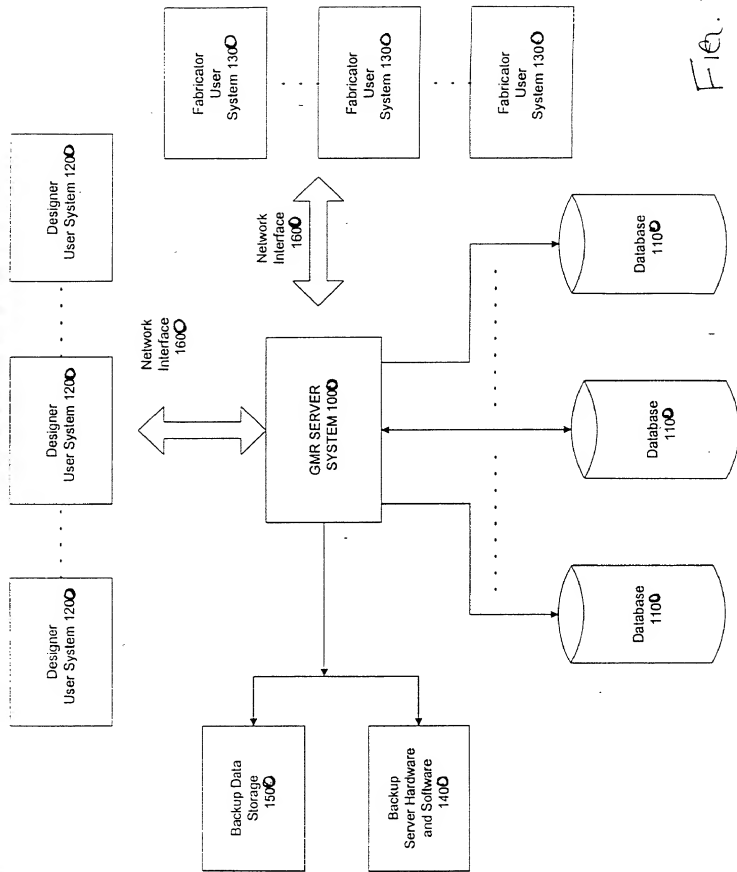 Designer
User System 1200
Designer
User System 1200
Designer
User System 1200
Network
Interface
1600
Network
Interface
1600
Fabricator
User
System 1300
Fabricator
User
System 1300
Fabricator
User
System 1300
Backup Data
Storage
1500
Backup
Server Hardware
and Software
1400
GMR SERVER
SYSTEM 1000
Database
1100
Database
1100
Database
1100
Fig.